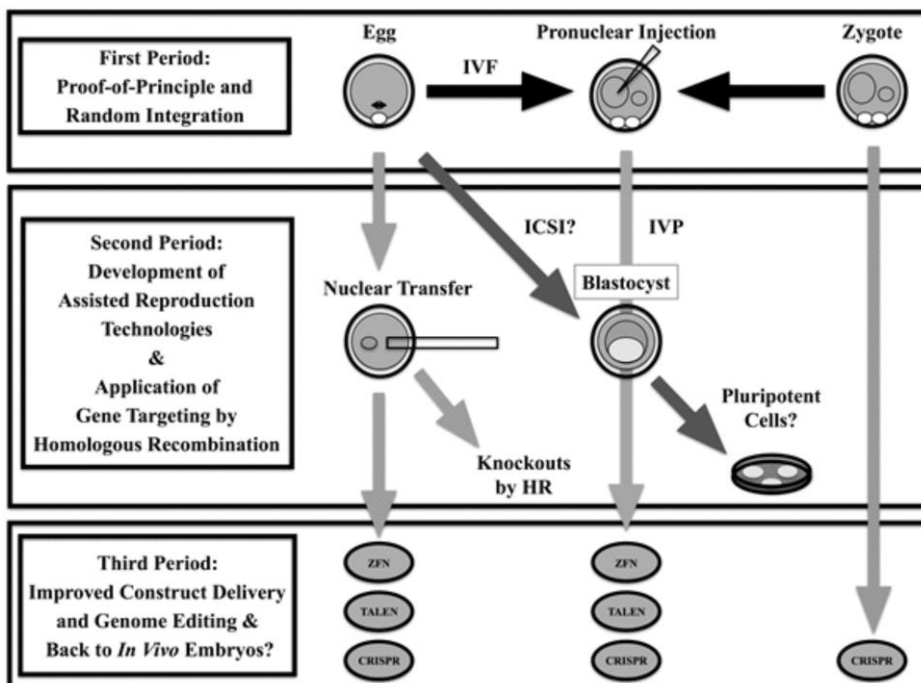 First Period:
Proof-of-Principle and
Random Integration
Egg
IVF
Pronuclear Injection
Zygote
Second Period:
Development of
Assisted Reproduction
Technologies
&
Application of
Gene Targeting by
Homologous Recombination
ICSI?
IVP
Nuclear Transfer
Blastocyst
Knockouts
by HR
Pluripotent
Cells?
Third Period:
Improved Construct Delivery
and Genome Editing &
Back to In Vivo Embryos?
ZFN
TALEN
CRISPR
ZFN
TALEN
CRISPR
CRISPR